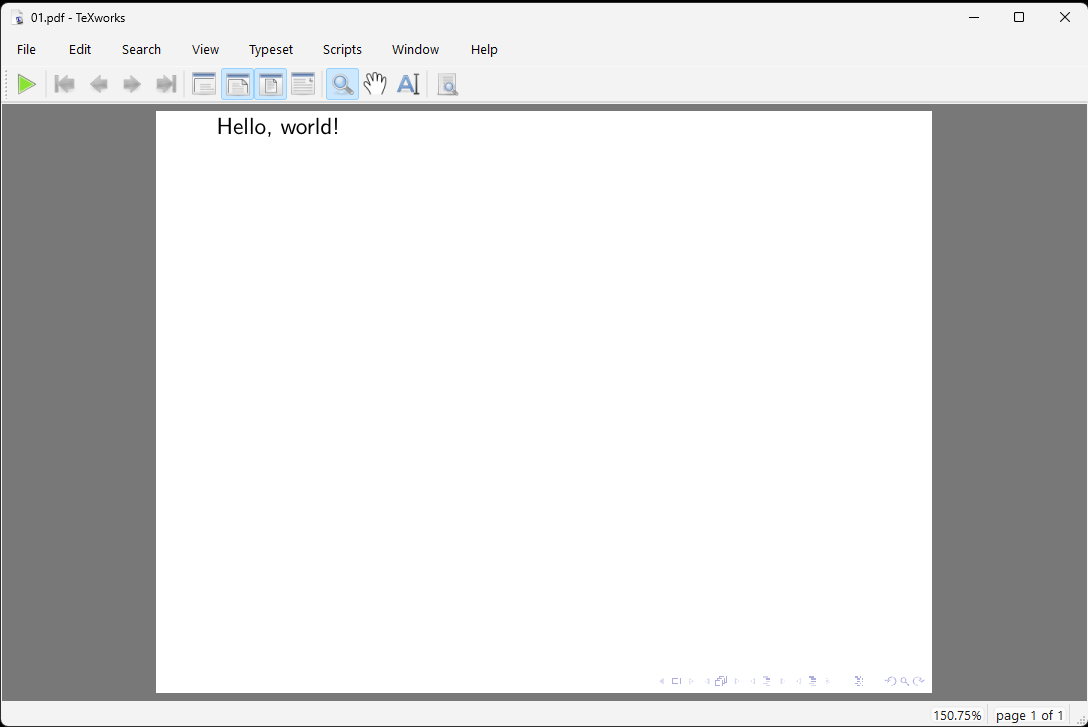 01.pdf - TeXworks
File Edit Search View Typeset Scripts Window Help
Hello, world!
150.75% page 1 of 1